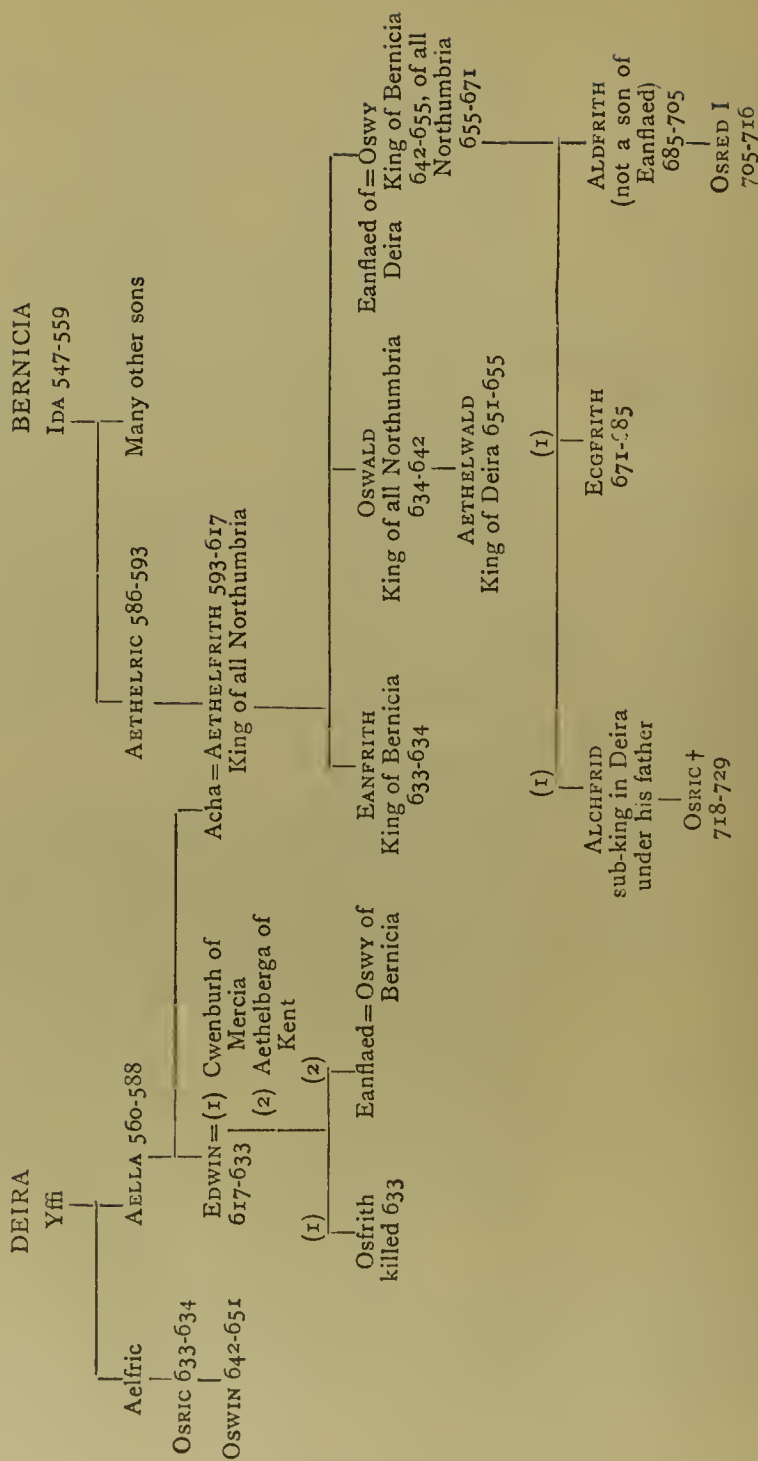 DEIRA
Yffi
Aelfric
AELLA 560-588
OSRIC 633-634
OSWIN 642-651
EDWIN=(1) Cwenburh of
617-633
Mercia
(2) Aethelberga of
Kent
(1)
(2)
Osfrith
killed 633
Eanflaed=OSWY of
Bernicia
BERNICIA
IDA 547-559
AETHELRIC 586-593
Many other sons
Acha=AETHELFRITH 593-617
King of all Northumbria
EANFRITH
King of Bernicia
633-634
OSWALD
King of all Northumbria
634-642
AETHELWALD
King of Deira 651-655
Eanflaed of=OSWY
Deira
King of Bernicia
642-655, of all
Northumbria
655-671
(1)
(1)
ALCHFRID
sub-king in Deira
under his father
OSRIC †
718-729
ECGFRITH
671-685
ALDFRITH
(not a son of
Eanflaed)
685-705
OSRED I
705-716